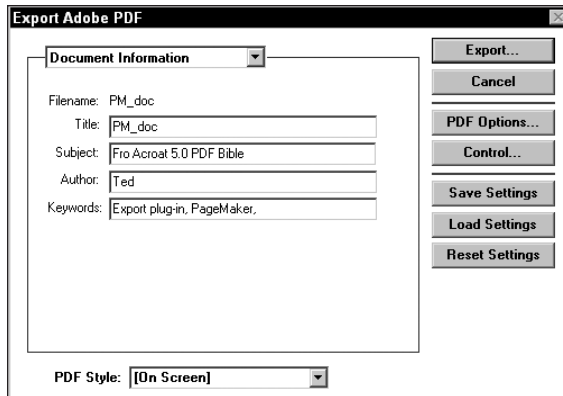 Export Adobe PDF
Document Information
Filename: PM_doc
Title: PM_doc
Subject: Fro Acroat 5.0 PDF Bible
Author: Ted
Keywords: Export plug-in, PageMaker,
PDF Style: [On Screen]
Export...
Cancel
PDF Options...
Control...
Save Settings
Load Settings
Reset Settings